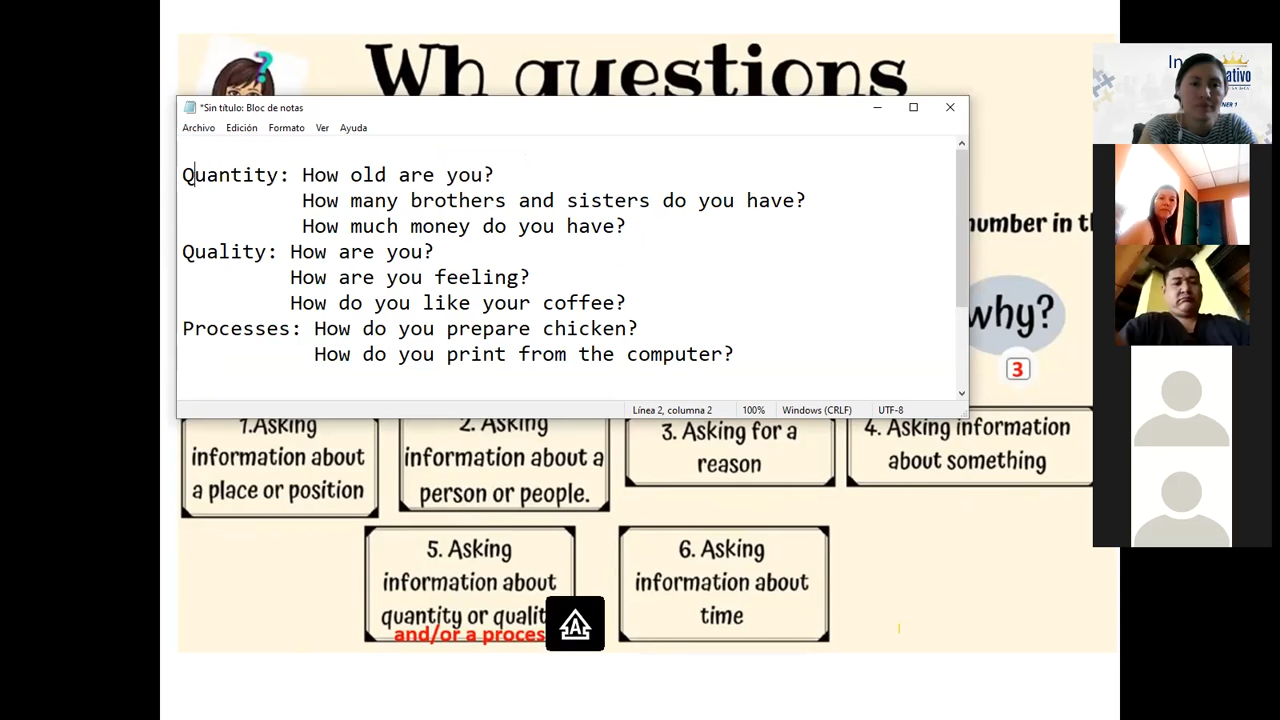 Wh questions
*Sin título: Bloc de notas
Archivo Edición Formato Ver Ayuda
Quantity: How old are you?
How many brothers and sisters do you have?
How much money do you have?
Quality: How are you?
How are you feeling?
How do you like your coffee?
Processes: How do you prepare chicken?
How do you print from the computer?
Línea 2, columna 2 100% Windows (CRLF) UTF-8
number in
why?
3
1.Asking
information about
a place or position
2. Asking
information about a
person or people.
3. Asking for a
reason
4. Asking information
about something
5. Asking
information about
quantity or
and/or a
6. Asking
information about
time
A